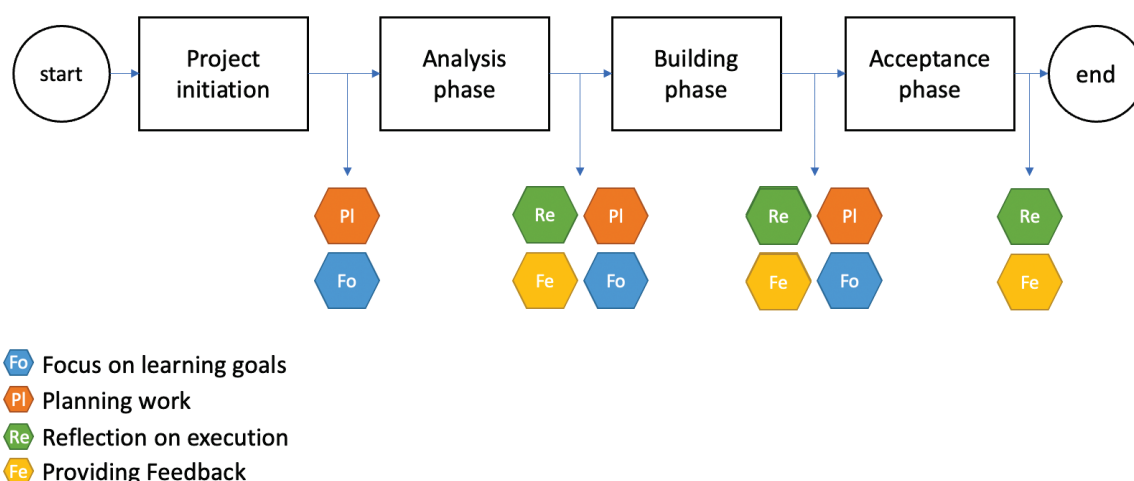 start
Project
initiation
Analysis
phase
Building
phase
Acceptance
phase
end
Pl
Re
Pl
Re
Pl
Re
Fo
Fe
Fo
Fe
Fo
Fe
Fo Focus on learning goals
Pl Planning work
Re Reflection on execution
Fe Providing Feedback